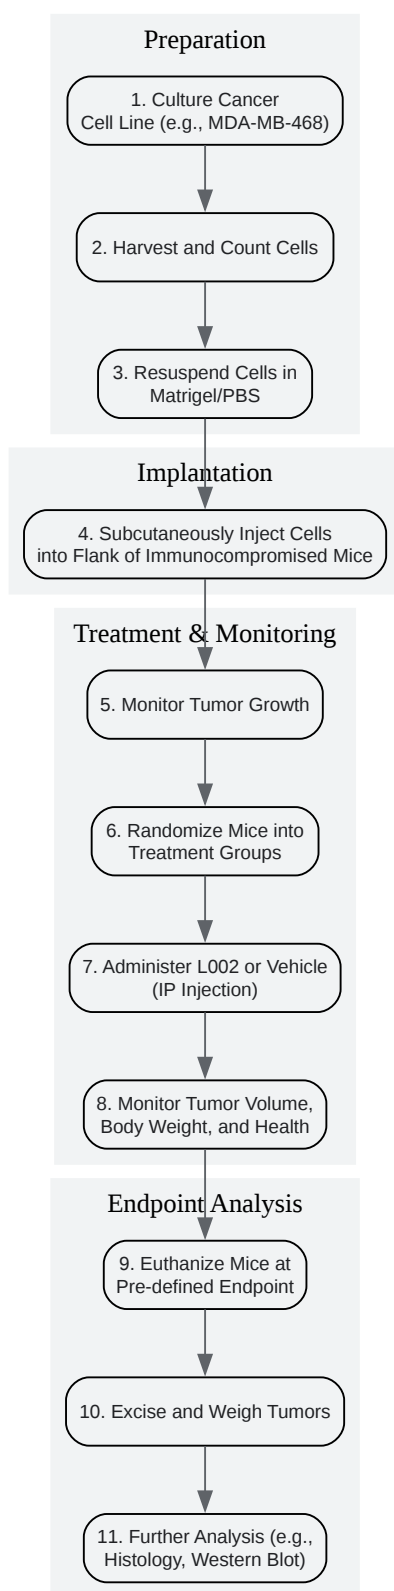 Preparation
1. Culture Cancer
Cell Line (e.g., MDA-MB-468)
2. Harvest and Count Cells
3. Resuspend Cells in
Matrigel/PBS
Implantation
4. Subcutaneously Inject Cells
into Flank of Immunocompromised Mice
Treatment & Monitoring
5. Monitor Tumor Growth
6. Randomize Mice into
Treatment Groups
7. Administer L002 or Vehicle
(IP Injection)
8. Monitor Tumor Volume,
Body Weight, and Health
Endpoint Analysis
9. Euthanize Mice at
Pre-defined Endpoint
10. Excise and Weigh Tumors
11. Further Analysis (e.g.,
Histology, Western Blot)